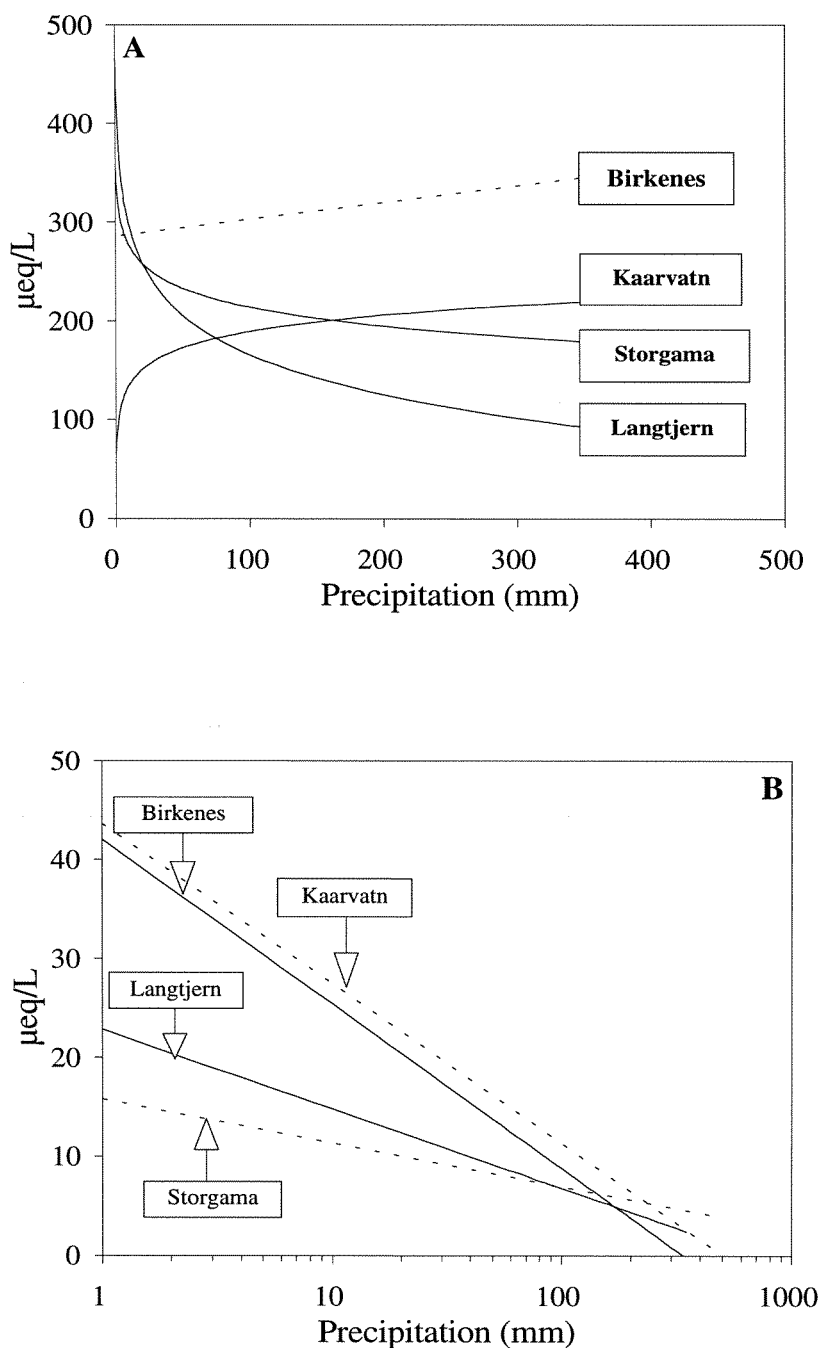 A
500
400
300
200
100
0
µeq/L
Birkenes
Kaarvatn
Storgama
Langtjern
0 100 200 300 400 500
Precipitation (mm)
B
50
40
30
20
10
0
µeq/L
Birkenes
Kaarvatn
Langtjern
Storgama
1 10 100 1000
Precipitation (mm)